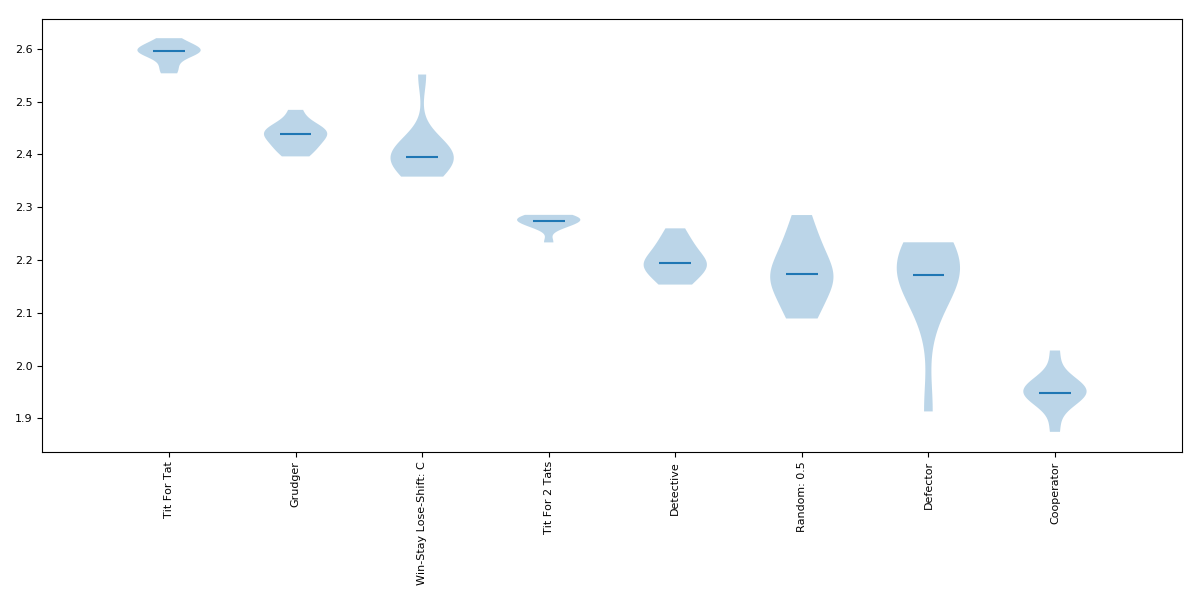 2.6
2.5
2.4
2.3
2.2
2.1
2.0
1.9
Tit For Tat
Grudger
Win-Stay Lose-Shift: C
Tit For 2 Tats
Detective
Random: 0.5
Defector
Cooperator